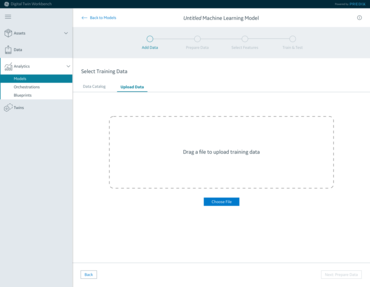 Digital Twin Workbench
Back to Models
Untitled Machine Learning Model
Assets
Data
Analytics
Models
Orchestrations
Blueprints
Add Data
Prepare Data
Select Features
Train & Test
Select Training Data
Data Catalog
Upload Data
Drag a file to upload training data
Choose File
Back
Next: Prepare Data